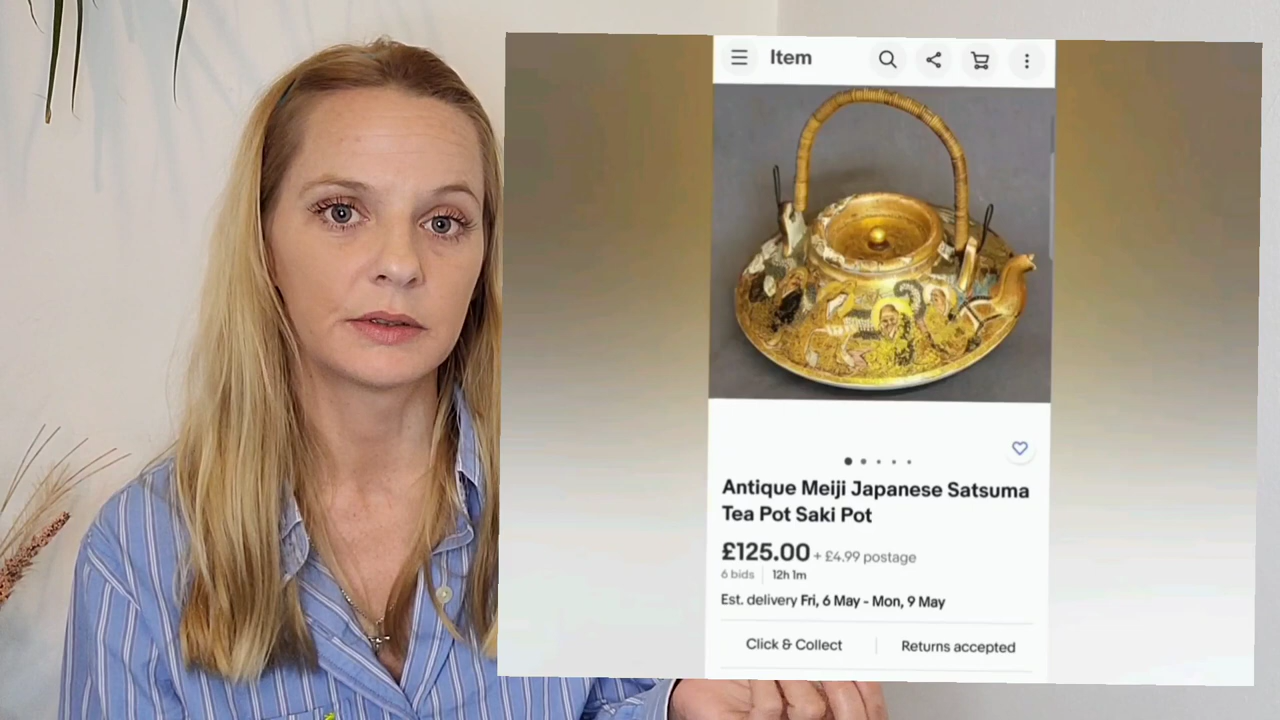 Item
Antique Meiji Japanese Satsuma
Tea Pot Saki Pot
£125.00 + £4.99 postage
6 bids 12h 1m
Est. delivery Fri, 6 May - Mon, 9 May
Click & Collect Returns accepted